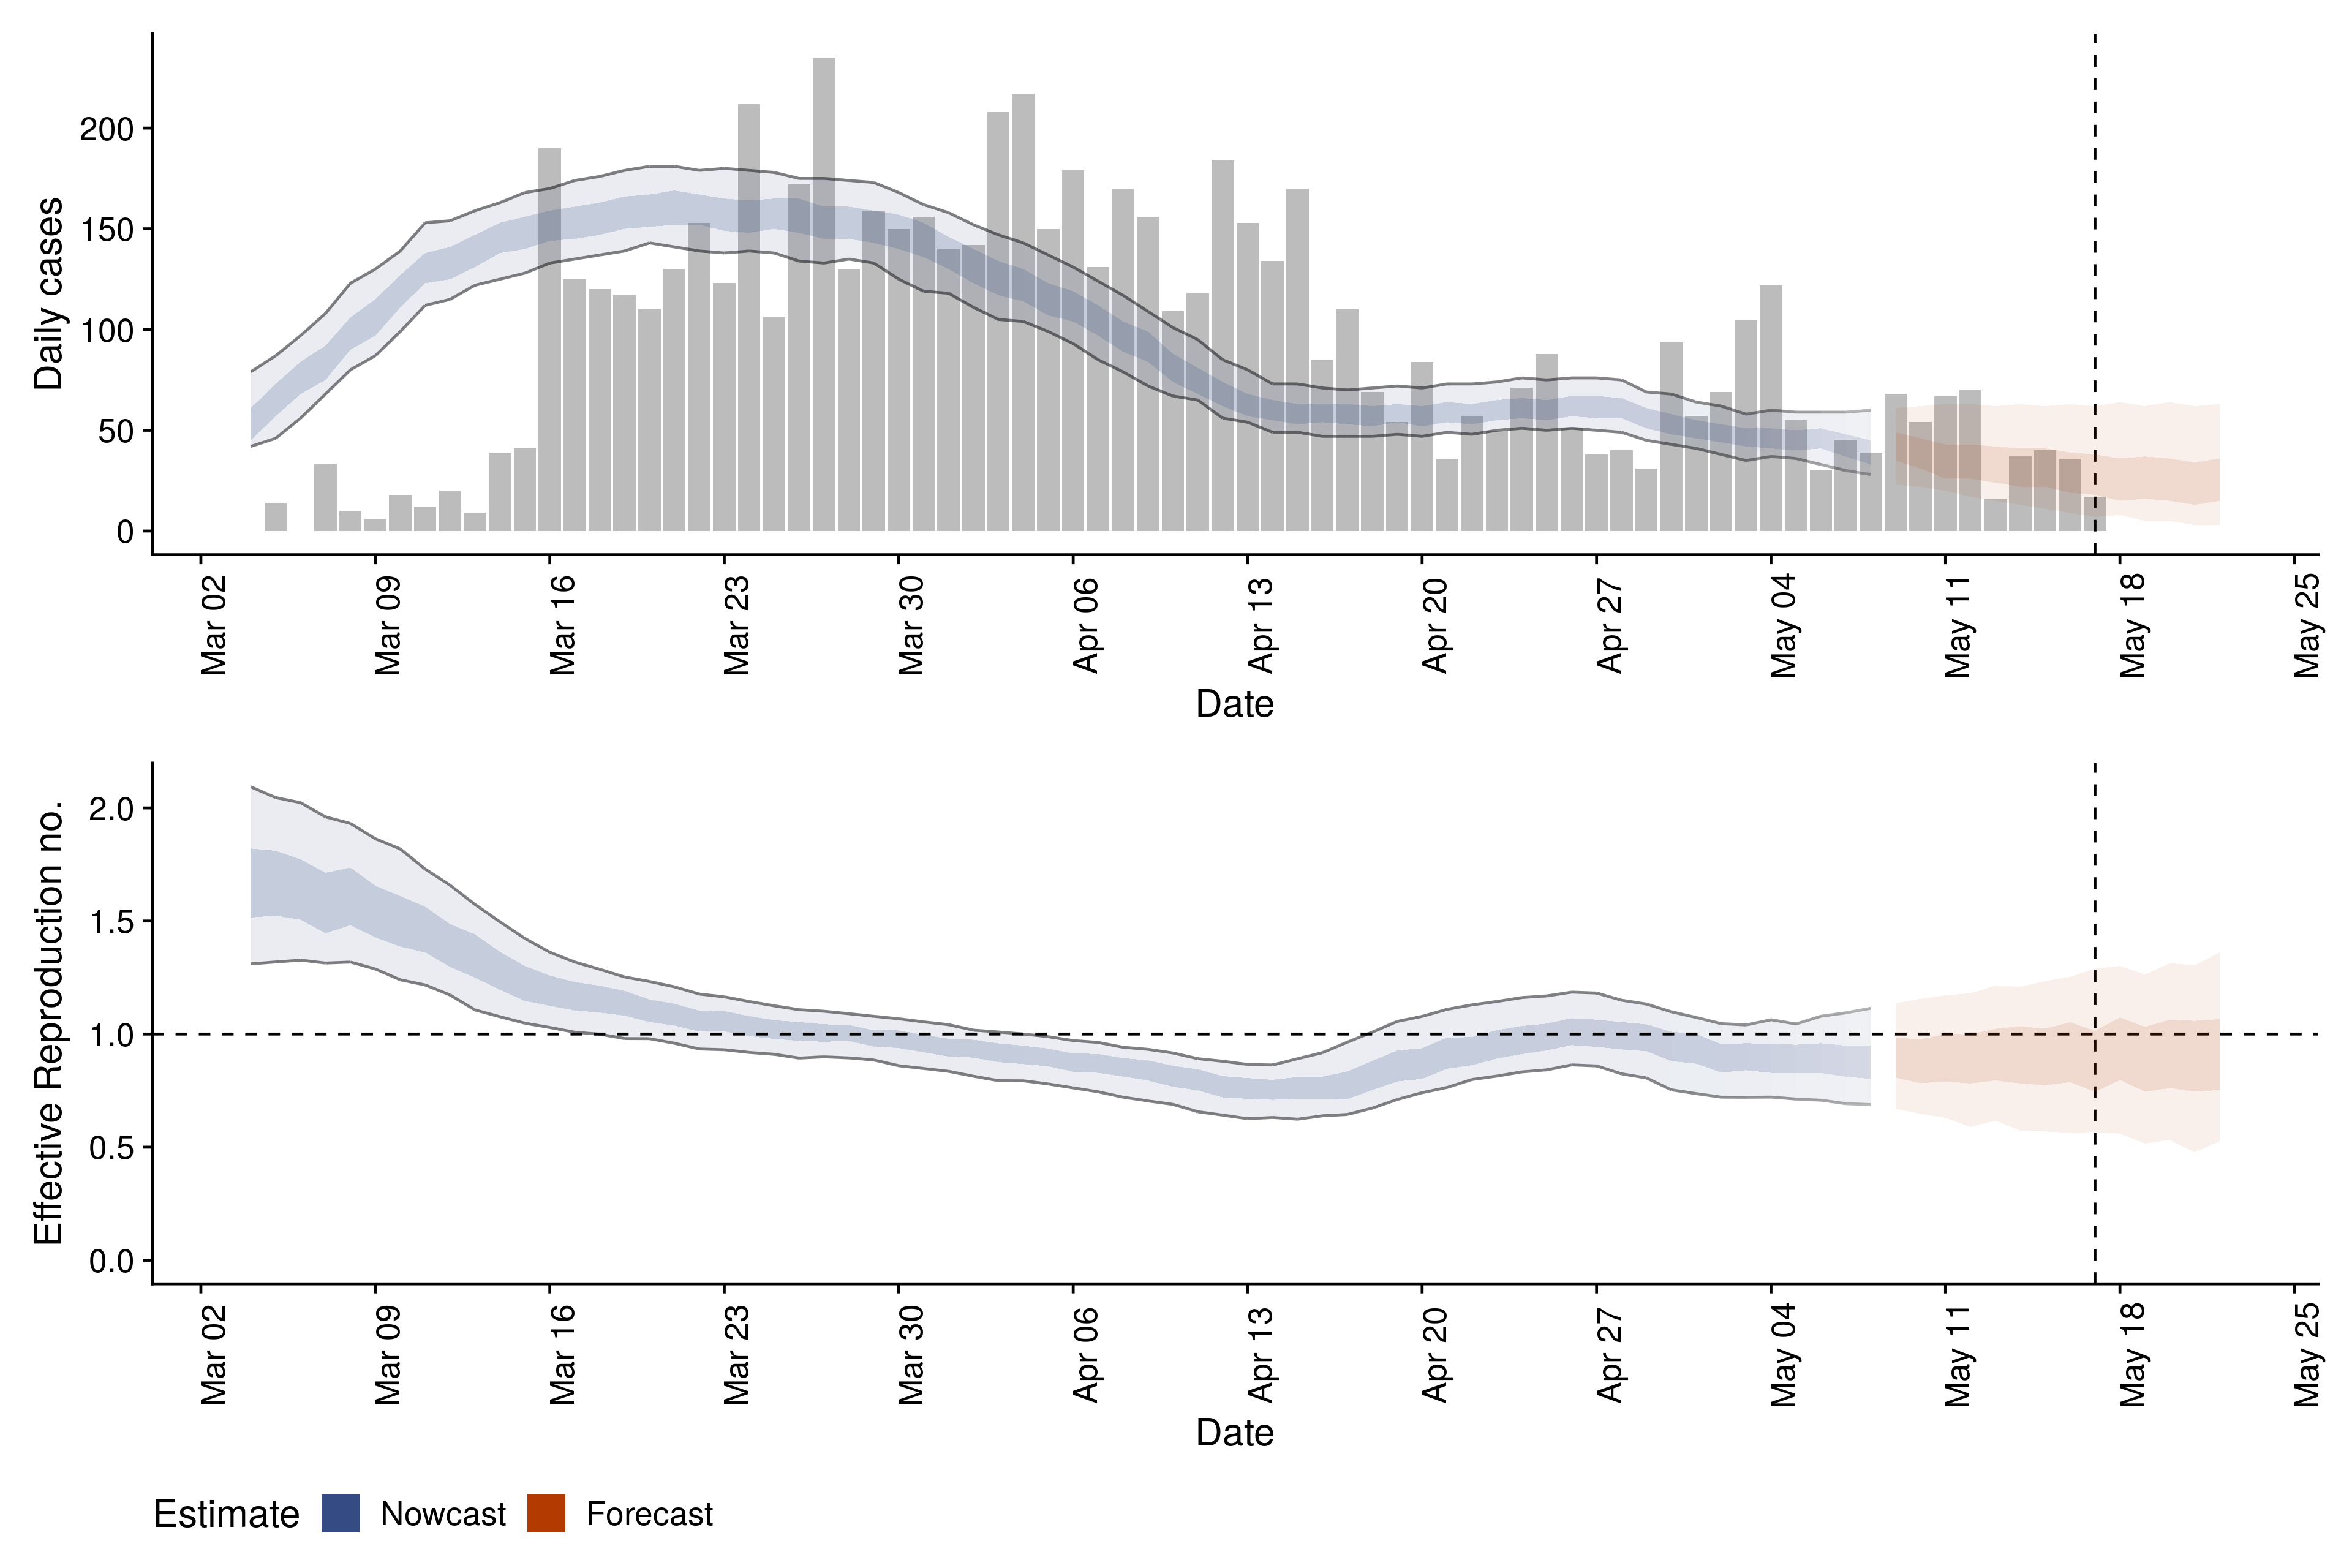 Daily cases
200
150
100
50
0
Mar 02
Mar 09
Mar 16
Mar 23
Mar 30
Apr 06
Apr 13
Apr 20
Apr 27
May 04
May 11
May 18
May 25
Date
Effective Reproduction no.
2.0
1.5
1.0
0.5
0.0
Mar 02
Mar 09
Mar 16
Mar 23
Mar 30
Apr 06
Apr 13
Apr 20
Apr 27
May 04
May 11
May 18
May 25
Date
Estimate Nowcast Forecast